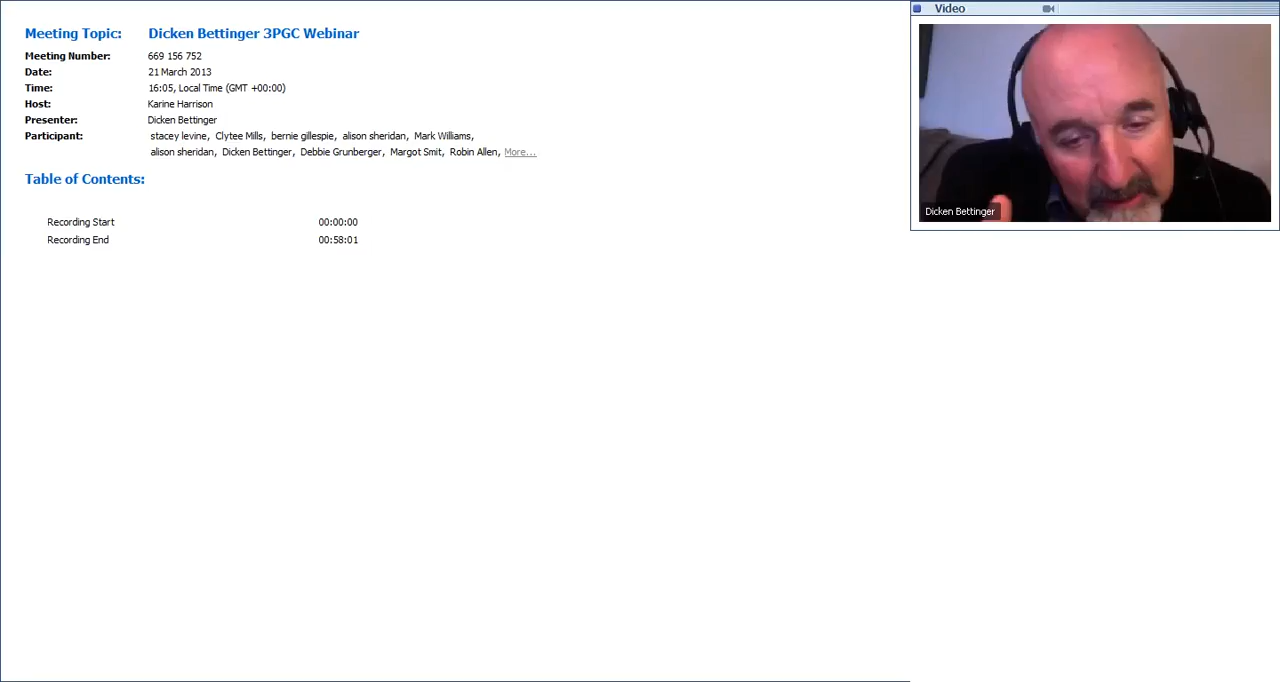 Meeting Topic: Dicken Bettinger 3PGC Webinar
Meeting Number: 669 156 752
Date: 21 March 2013
Time: 16:05, Local Time (GMT +00:00)
Host: Karine Harrison
Presenter: Dicken Bettinger
Participant: stacey levine, Clytee Mills, bernie gillespie, alison sheridan, Mark Williams,
alison sheridan, Dicken Bettinger, Debbie Grunberger, Margot Smit, Robin Allen, More...
Table of Contents:
Recording Start 00:00:00
Recording End 00:58:01
Video
Dicken Bettinger